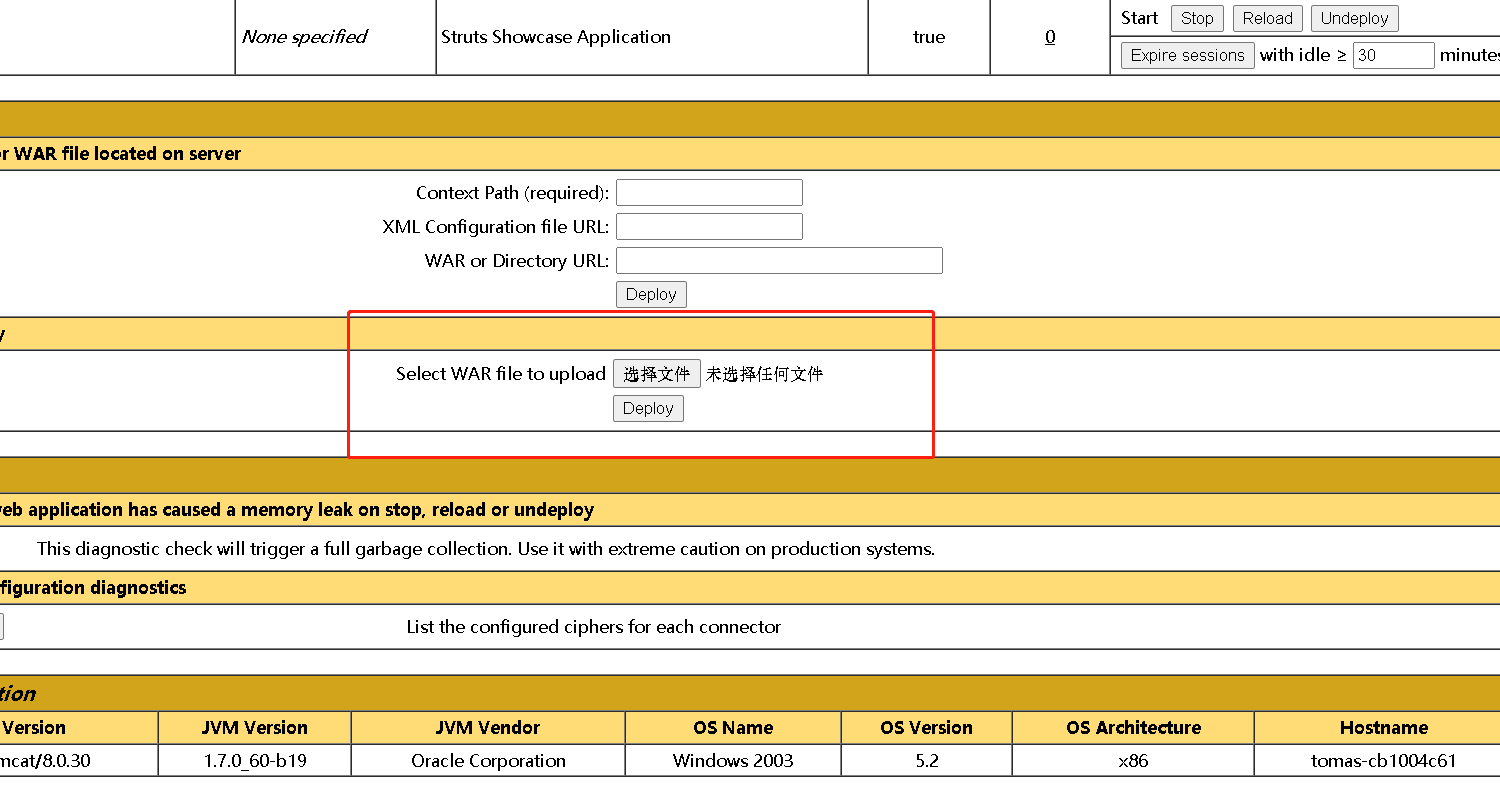 None specified Struts Showcase Application true 0 Start Stop Reload Undeploy
Expire sessions with idle ≥ 30 minutes
or WAR file located on server
Context Path (required):
XML Configuration file URL:
WAR or Directory URL:
Deploy
y
Select WAR file to upload 选择文件 未选择任何文件
Deploy
web application has caused a memory leak on stop, reload or undeploy
This diagnostic check will trigger a full garbage collection. Use it with extreme caution on production systems.
figuration diagnostics
List the configured ciphers for each connector
tion
Version JVM Version JVM Vendor OS Name OS Version OS Architecture Hostname
mcat/8.0.30 1.7.0_60-b19 Oracle Corporation Windows 2003 5.2 x86 tomas-cb1004c61